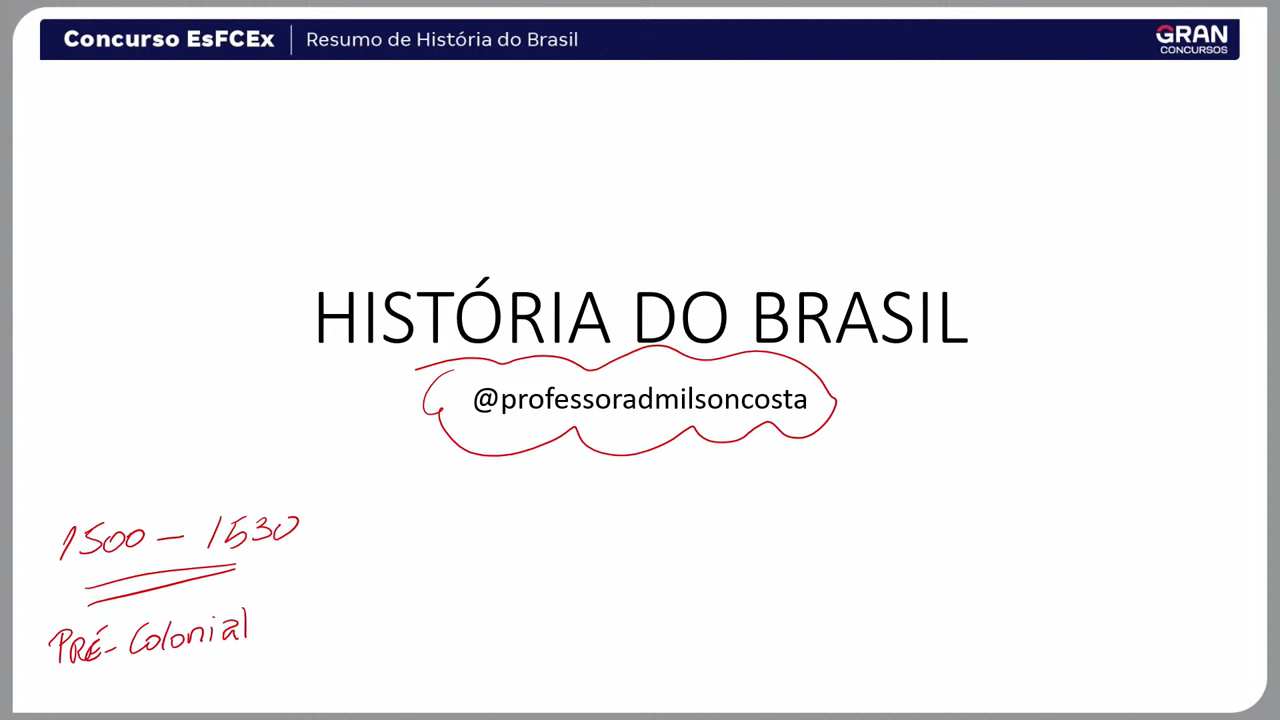 Concurso EsFCEx | Resumo de História do Brasil
GRAN
CONCURSOS
HISTÓRIA DO BRASIL
@professoradmilsoncosta
1500 – 1530
PRÉ-Colonial